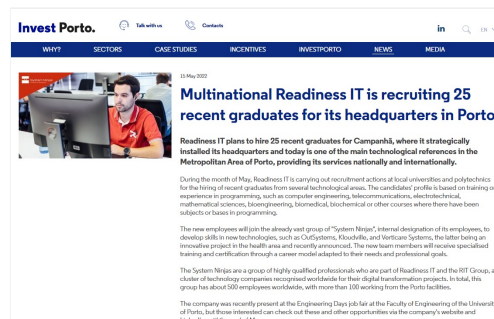 Invest Porto.
Talk with us
Contacts
in
EN
WHY?
SECTORS
CASE STUDIES
INCENTIVES
INVESTPORTO
NEWS
MEDIA
15 May 2022
Multinational Readiness IT is recruiting 25
recent graduates for its headquarters in Porto
Readiness IT plans to hire 25 recent graduates for Campanhã, where it strategically
installed its headquarters and today is one of the main technological references in the
Metropolitan Area of Porto, providing its services nationally and internationally.
During the month of May, Readiness IT is carrying out recruitment actions at local universities and polytechnics
for the hiring of recent graduates from several technological areas. The candidates' profile is based on training or
experience in programming, such as computer engineering, telecommunications, electrotechnical,
mathematical sciences, bioengineering, biomedical, biochemical or other courses where there have been
subjects or bases in programming.
The new employees will join the already vast group of "System Ninjas", internal designation of its employees, to
develop skills in new technologies, such as OutSystems, Kloudville, and Verticare Systems, the latter being an
innovative project in the health area and recently announced. The new team members will receive specialised
training and certification through a career model adapted to their needs and professional goals.
The System Ninjas are a group of highly qualified professionals who are part of Readiness IT and the RIT Group, a
cluster of technology companies recognised worldwide for their digital transformation projects. In total, this
group has about 500 employees worldwide, with more than 100 working from the Porto facilities.
The company was recently present at the Engineering Days job fair at the Faculty of Engineering of the Universit
of Porto, but those interested can check out these and other opportunities via the company's website and